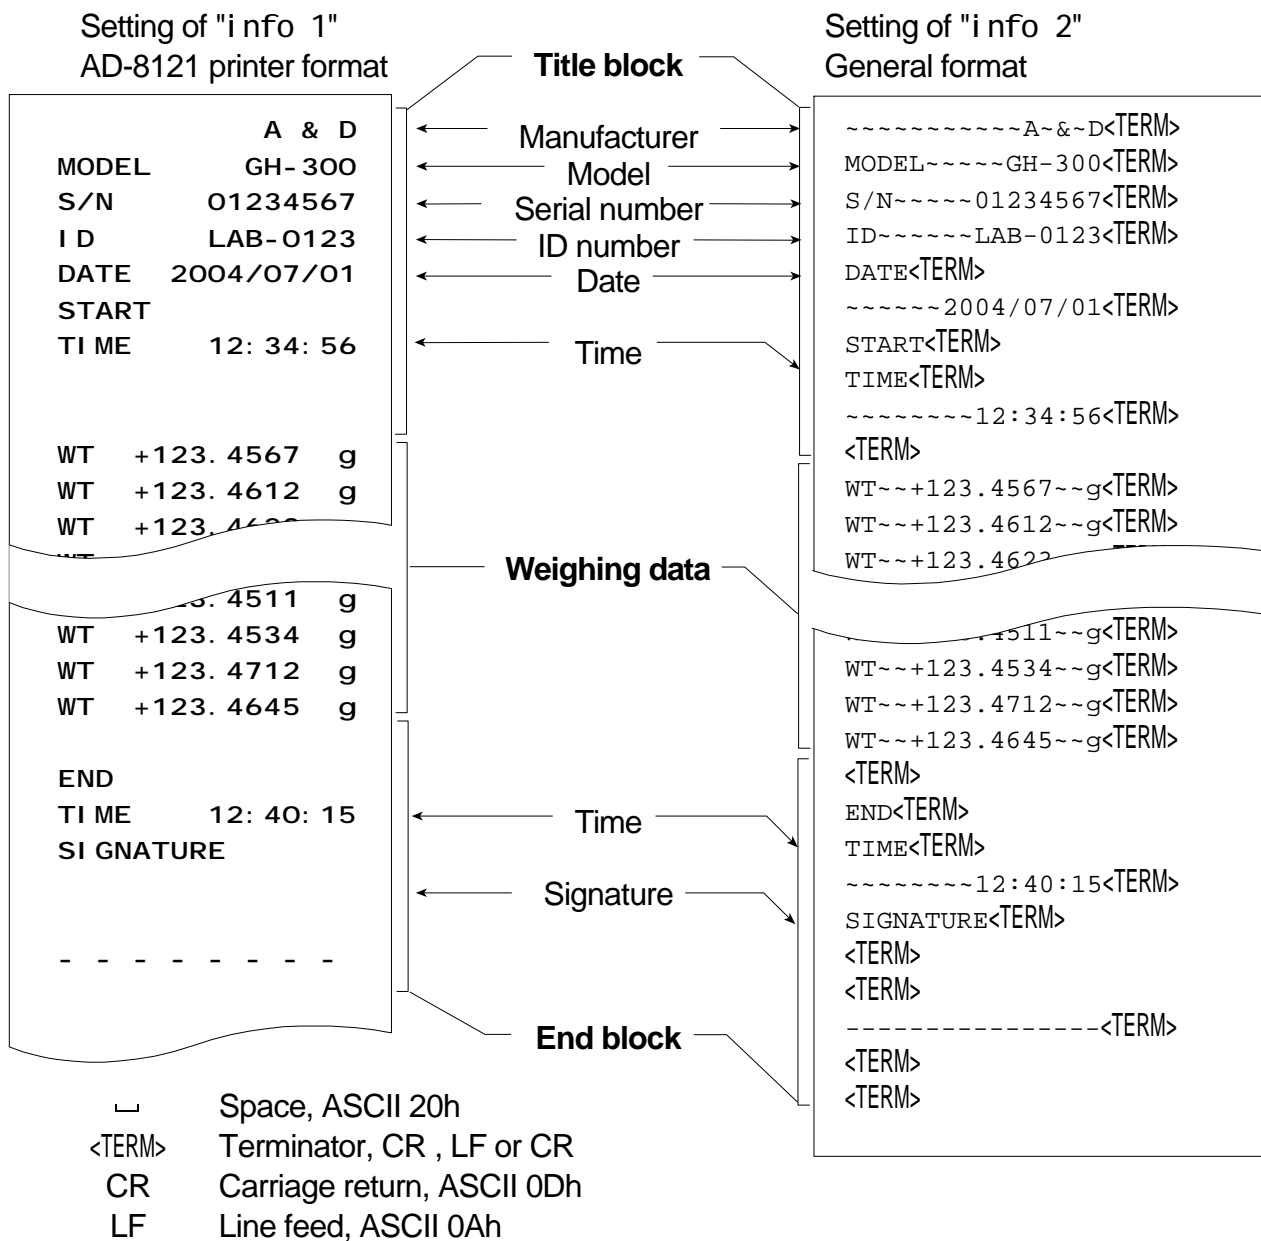 Setting of "info 1"
AD-8121 printer format
A & D
MODEL GH-300
S/N 01234567
ID LAB-0123
DATE 2004/07/01
START
TIME 12:34:56
WT +123.4567 g
WT +123.4612 g
WT
+123.4511 g
WT +123.4534 g
WT +123.4712 g
WT +123.4645 g
END
TIME 12:40:15
SIGNATURE
- - - - - - - -
Title block
Manufacturer
Model
Serial number
ID number
Date
Time
Weighing data
Time
Signature
End block
Setting of "info 2"
General format
~~~~~~~~~~~A~&~D<TERM>
MODEL~~~~~GH-300<TERM>
S/N~~~~~01234567<TERM>
ID~~~~~~LAB-0123<TERM>
DATE<TERM>
~~~~~~2004/07/01<TERM>
START<TERM>
TIME<TERM>
~~~~~~~~12:34:56<TERM>
<TERM>
WT~~+123.4567~~g<TERM>
WT~~+123.4612~~g<TERM>
WT~~+123.4623
4511~~g<TERM>
WT~~+123.4534~~g<TERM>
WT~~+123.4712~~g<TERM>
WT~~+123.4645~~g<TERM>
<TERM>
END<TERM>
TIME<TERM>
~~~~~~~~12:40:15<TERM>
SIGNATURE<TERM>
<TERM>
<TERM>
----------------<TERM>
<TERM>
<TERM>
␣ Space, ASCII 20h
<TERM> Terminator, CR , LF or CR
CR Carriage return, ASCII 0Dh
LF Line feed, ASCII 0Ah